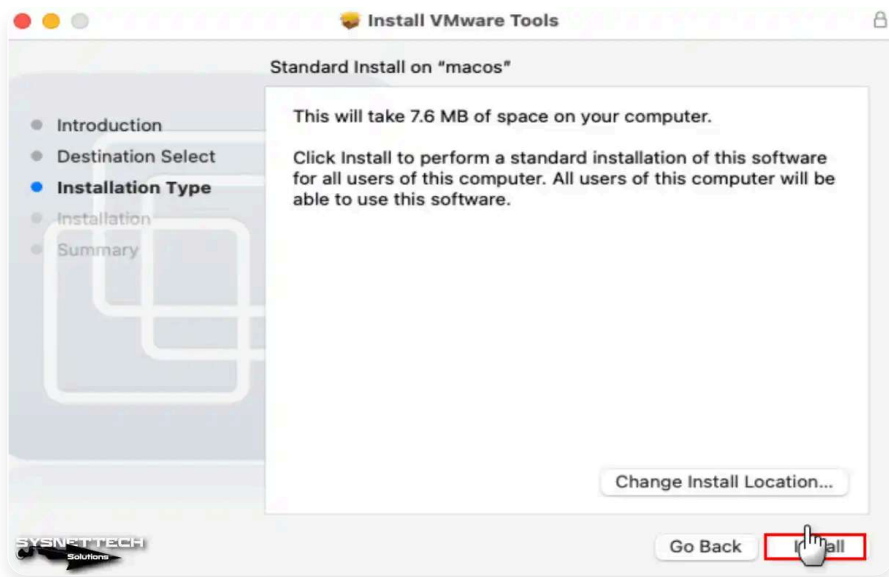 Install VMware Tools
Standard Install on "macos"
Introduction
Destination Select
Installation Type
Installation
Summary
This will take 7.6 MB of space on your computer.
Click Install to perform a standard installation of this software
for all users of this computer. All users of this computer will be
able to use this software.
Change Install Location...
Go Back
Install
SYSNETTECH
Solutions